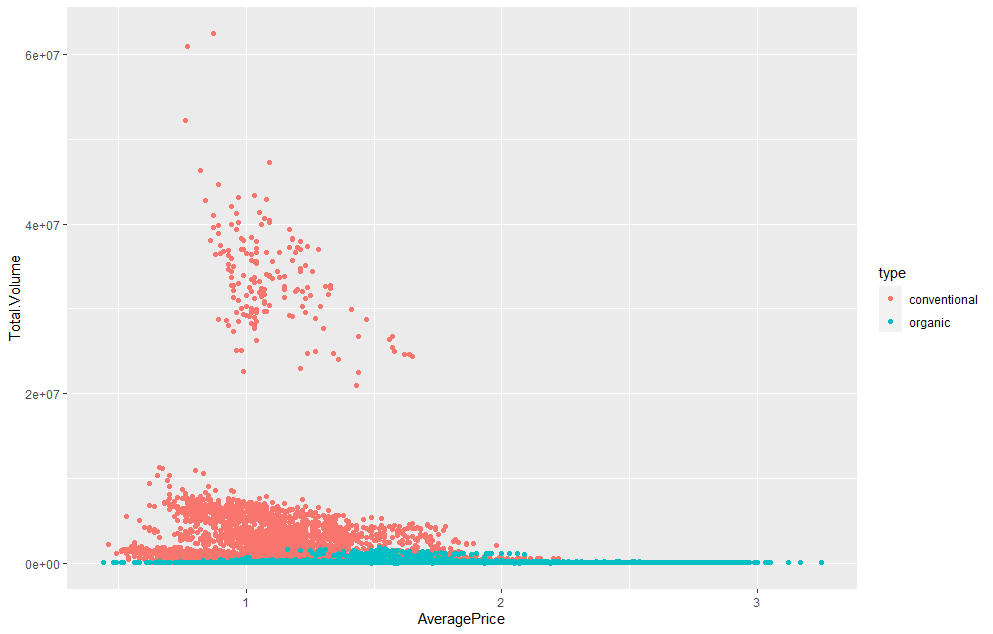 6e+07
4e+07
2e+07
0e+00
Total.Volume
1
2
3
AveragePrice
type
conventional
organic